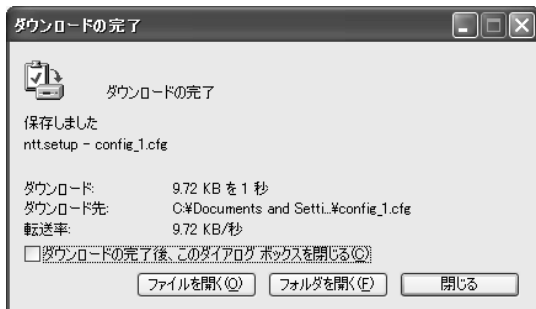 ダウンロードの完了
ダウンロードの完了
保存しました
ntt.setup - config_1.cfg
ダウンロード: 9.72 KB を 1 秒
ダウンロード先: C:¥Documents and Setti..¥config_1.cfg
転送率: 9.72 KB/秒
ダウンロードの完了後、このダイアログ ボックスを閉じる(C)
ファイルを開く(O) フォルダを開く(F) 閉じる